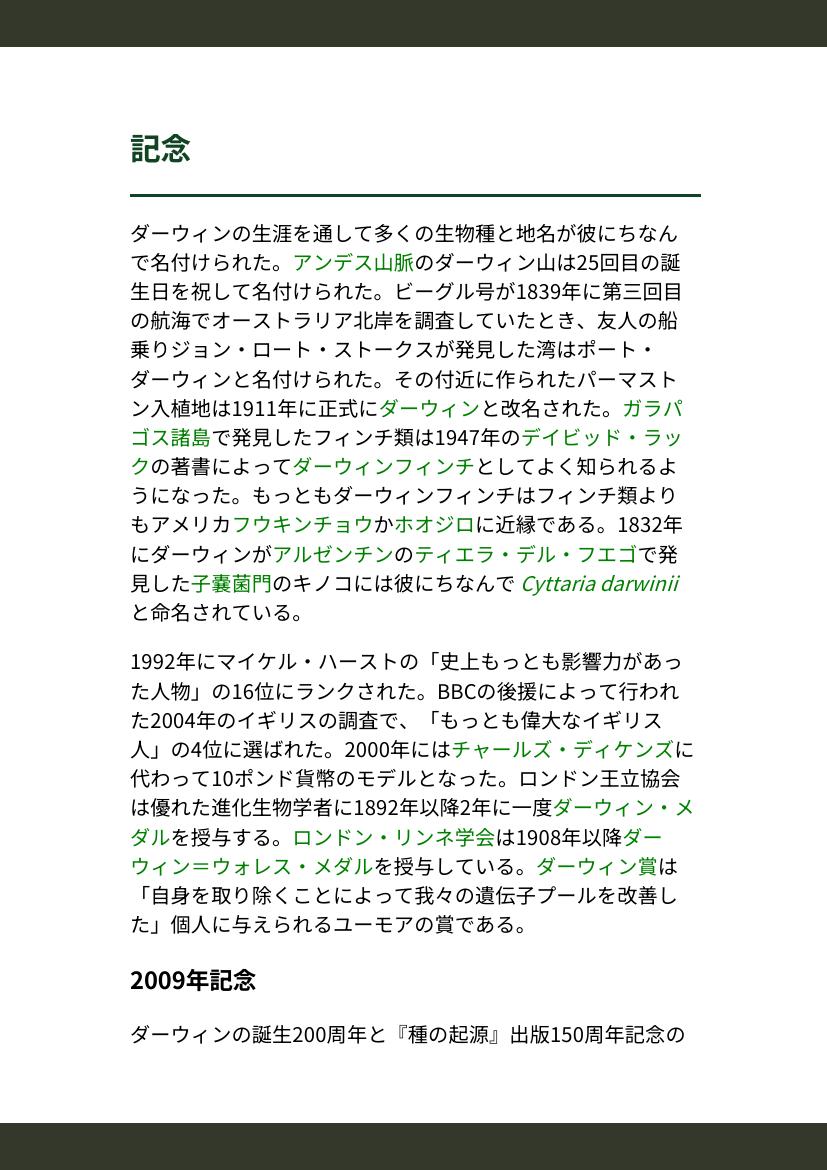 記念
ダーウィンの生涯を通して多くの生物種と地名が彼にちなん
で名付けられた。アンデス山脈のダーウィン山は25回目の誕
生日を祝して名付けられた。ビーグル号が1839年に第三回目
の航海でオーストラリア北岸を調査していたとき、友人の船
乗りジョン・ロート・ストークスが発見した湾はポート・
ダーウィンと名付けられた。その付近に作られたパーマスト
ン入植地は1911年に正式にダーウィンと改名された。ガラパ
ゴス諸島で発見したフィンチ類は1947年のデイビッド・ラッ
クの著書によってダーウィンフィンチとしてよく知られるよ
うになった。もっともダーウィンフィンチはフィンチ類より
もアメリカフウキンチョウかホオジロに近縁である。1832年
にダーウィンがアルゼンチンのティエラ・デル・フエゴで発
見した子嚢菌門のキノコには彼にちなんで Cyttaria darwinii
と命名されている。
1992年にマイケル・ハーストの「史上もっとも影響力があっ
た人物」の16位にランクされた。BBCの後援によって行われ
た2004年のイギリスの調査で、「もっとも偉大なイギリス
人」の4位に選ばれた。2000年にはチャールズ・ディケンズに
代わって10ポンド貨幣のモデルとなった。ロンドン王立協会
は優れた進化生物学者に1892年以降2年に一度ダーウィン・メ
ダルを授与する。ロンドン・リンネ学会は1908年以降ダー
ウィン＝ウォレス・メダルを授与している。ダーウィン賞は
「自身を取り除くことによって我々の遺伝子プールを改善し
た」個人に与えられるユーモアの賞である。
2009年記念
ダーウィンの誕生200周年と『種の起源』出版150周年記念の